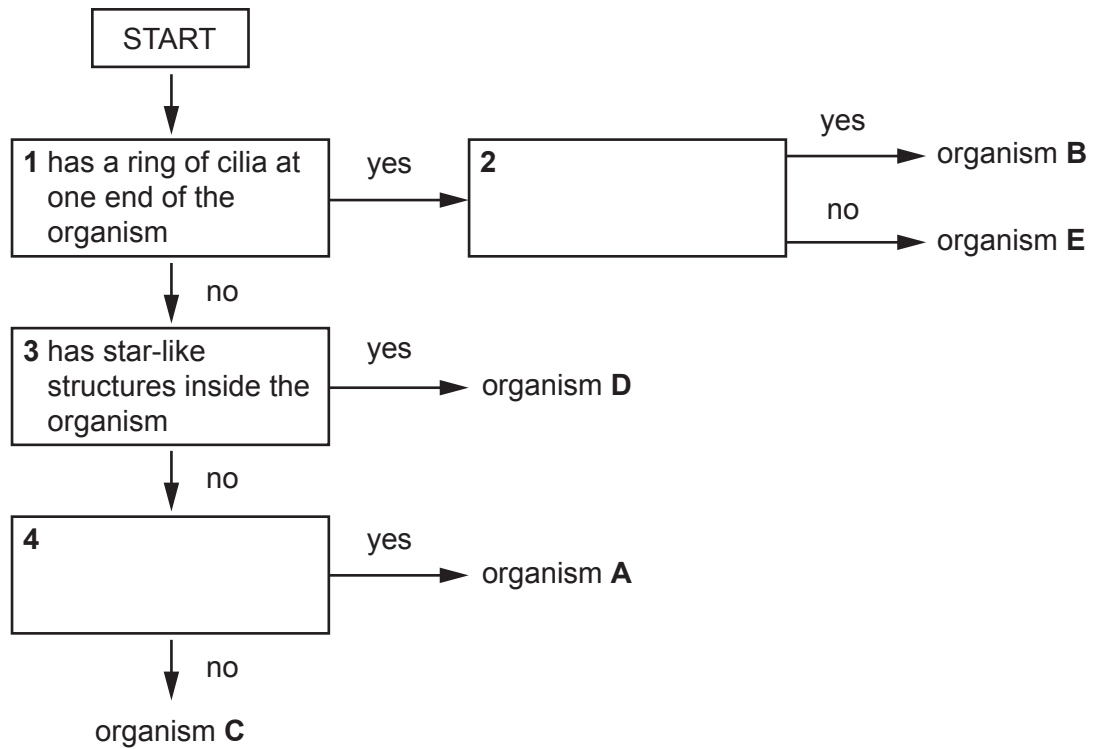 START
1 has a ring of cilia at
one end of the
organism
yes
2
yes
organism B
no
organism E
no
3 has star-like
structures inside the
organism
yes
organism D
no
4
yes
organism A
no
organism C